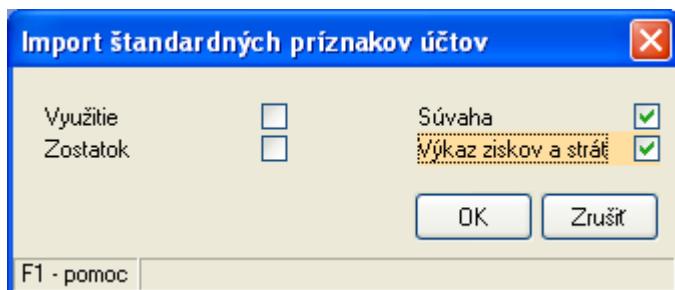 Import štandardných príznakov účtov
Využitie
Súvaha
Zostatok
Výkaz ziskov a strát
OK
Zrušiť
F1 - pomoc